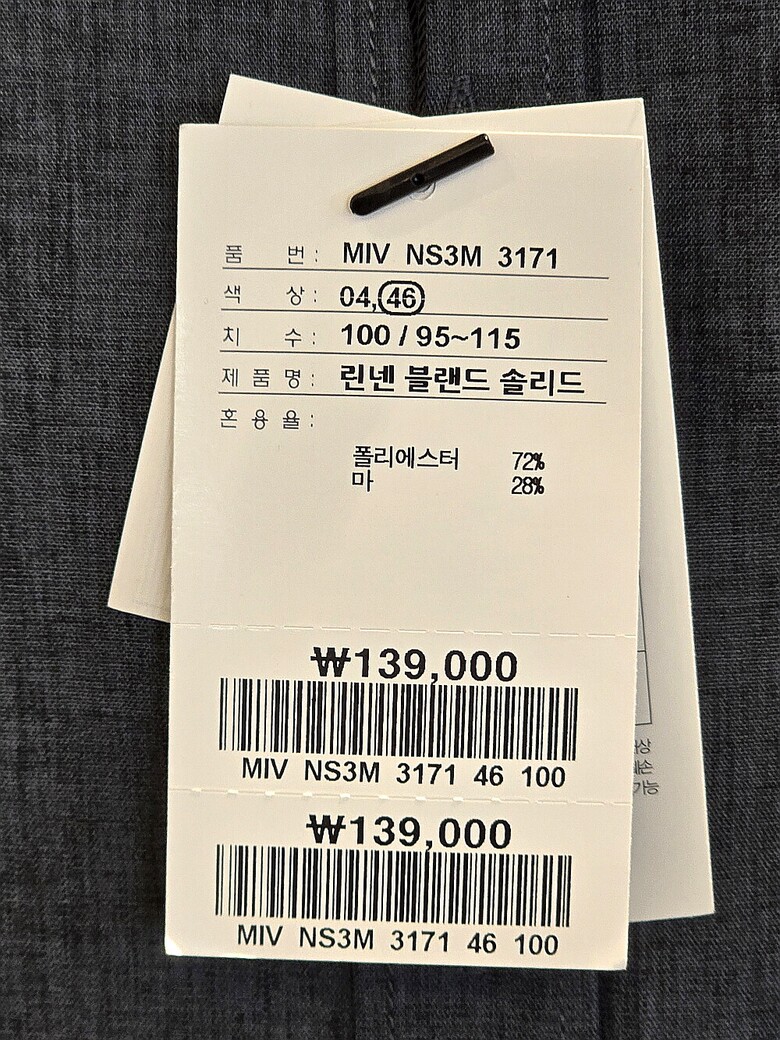 품 번 : MIV NS3M 3171
색 상 : 04,46
치 수 : 100 / 95~115
제 품 명 : 린넨 블랜드 솔리드
혼 용 율 :
폴리에스터 72%
마 28%
₩139,000
MIV NS3M 3171 46 100
₩139,000
MIV NS3M 3171 46 100
가능